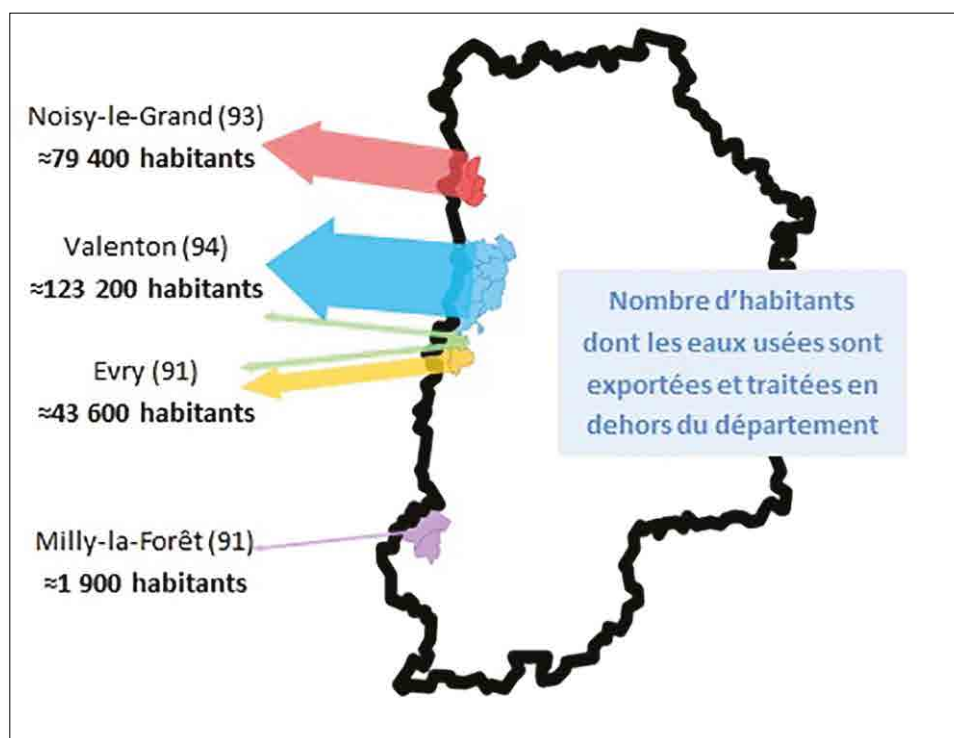 Noisy-le-Grand (93)
≈79 400 habitants
Valenton (94)
≈123 200 habitants
Evry (91)
≈43 600 habitants
Milly-la-Forêt (91)
≈1 900 habitants
Nombre d’habitants
dont les eaux usées sont
exportées et traitées en
dehors du département